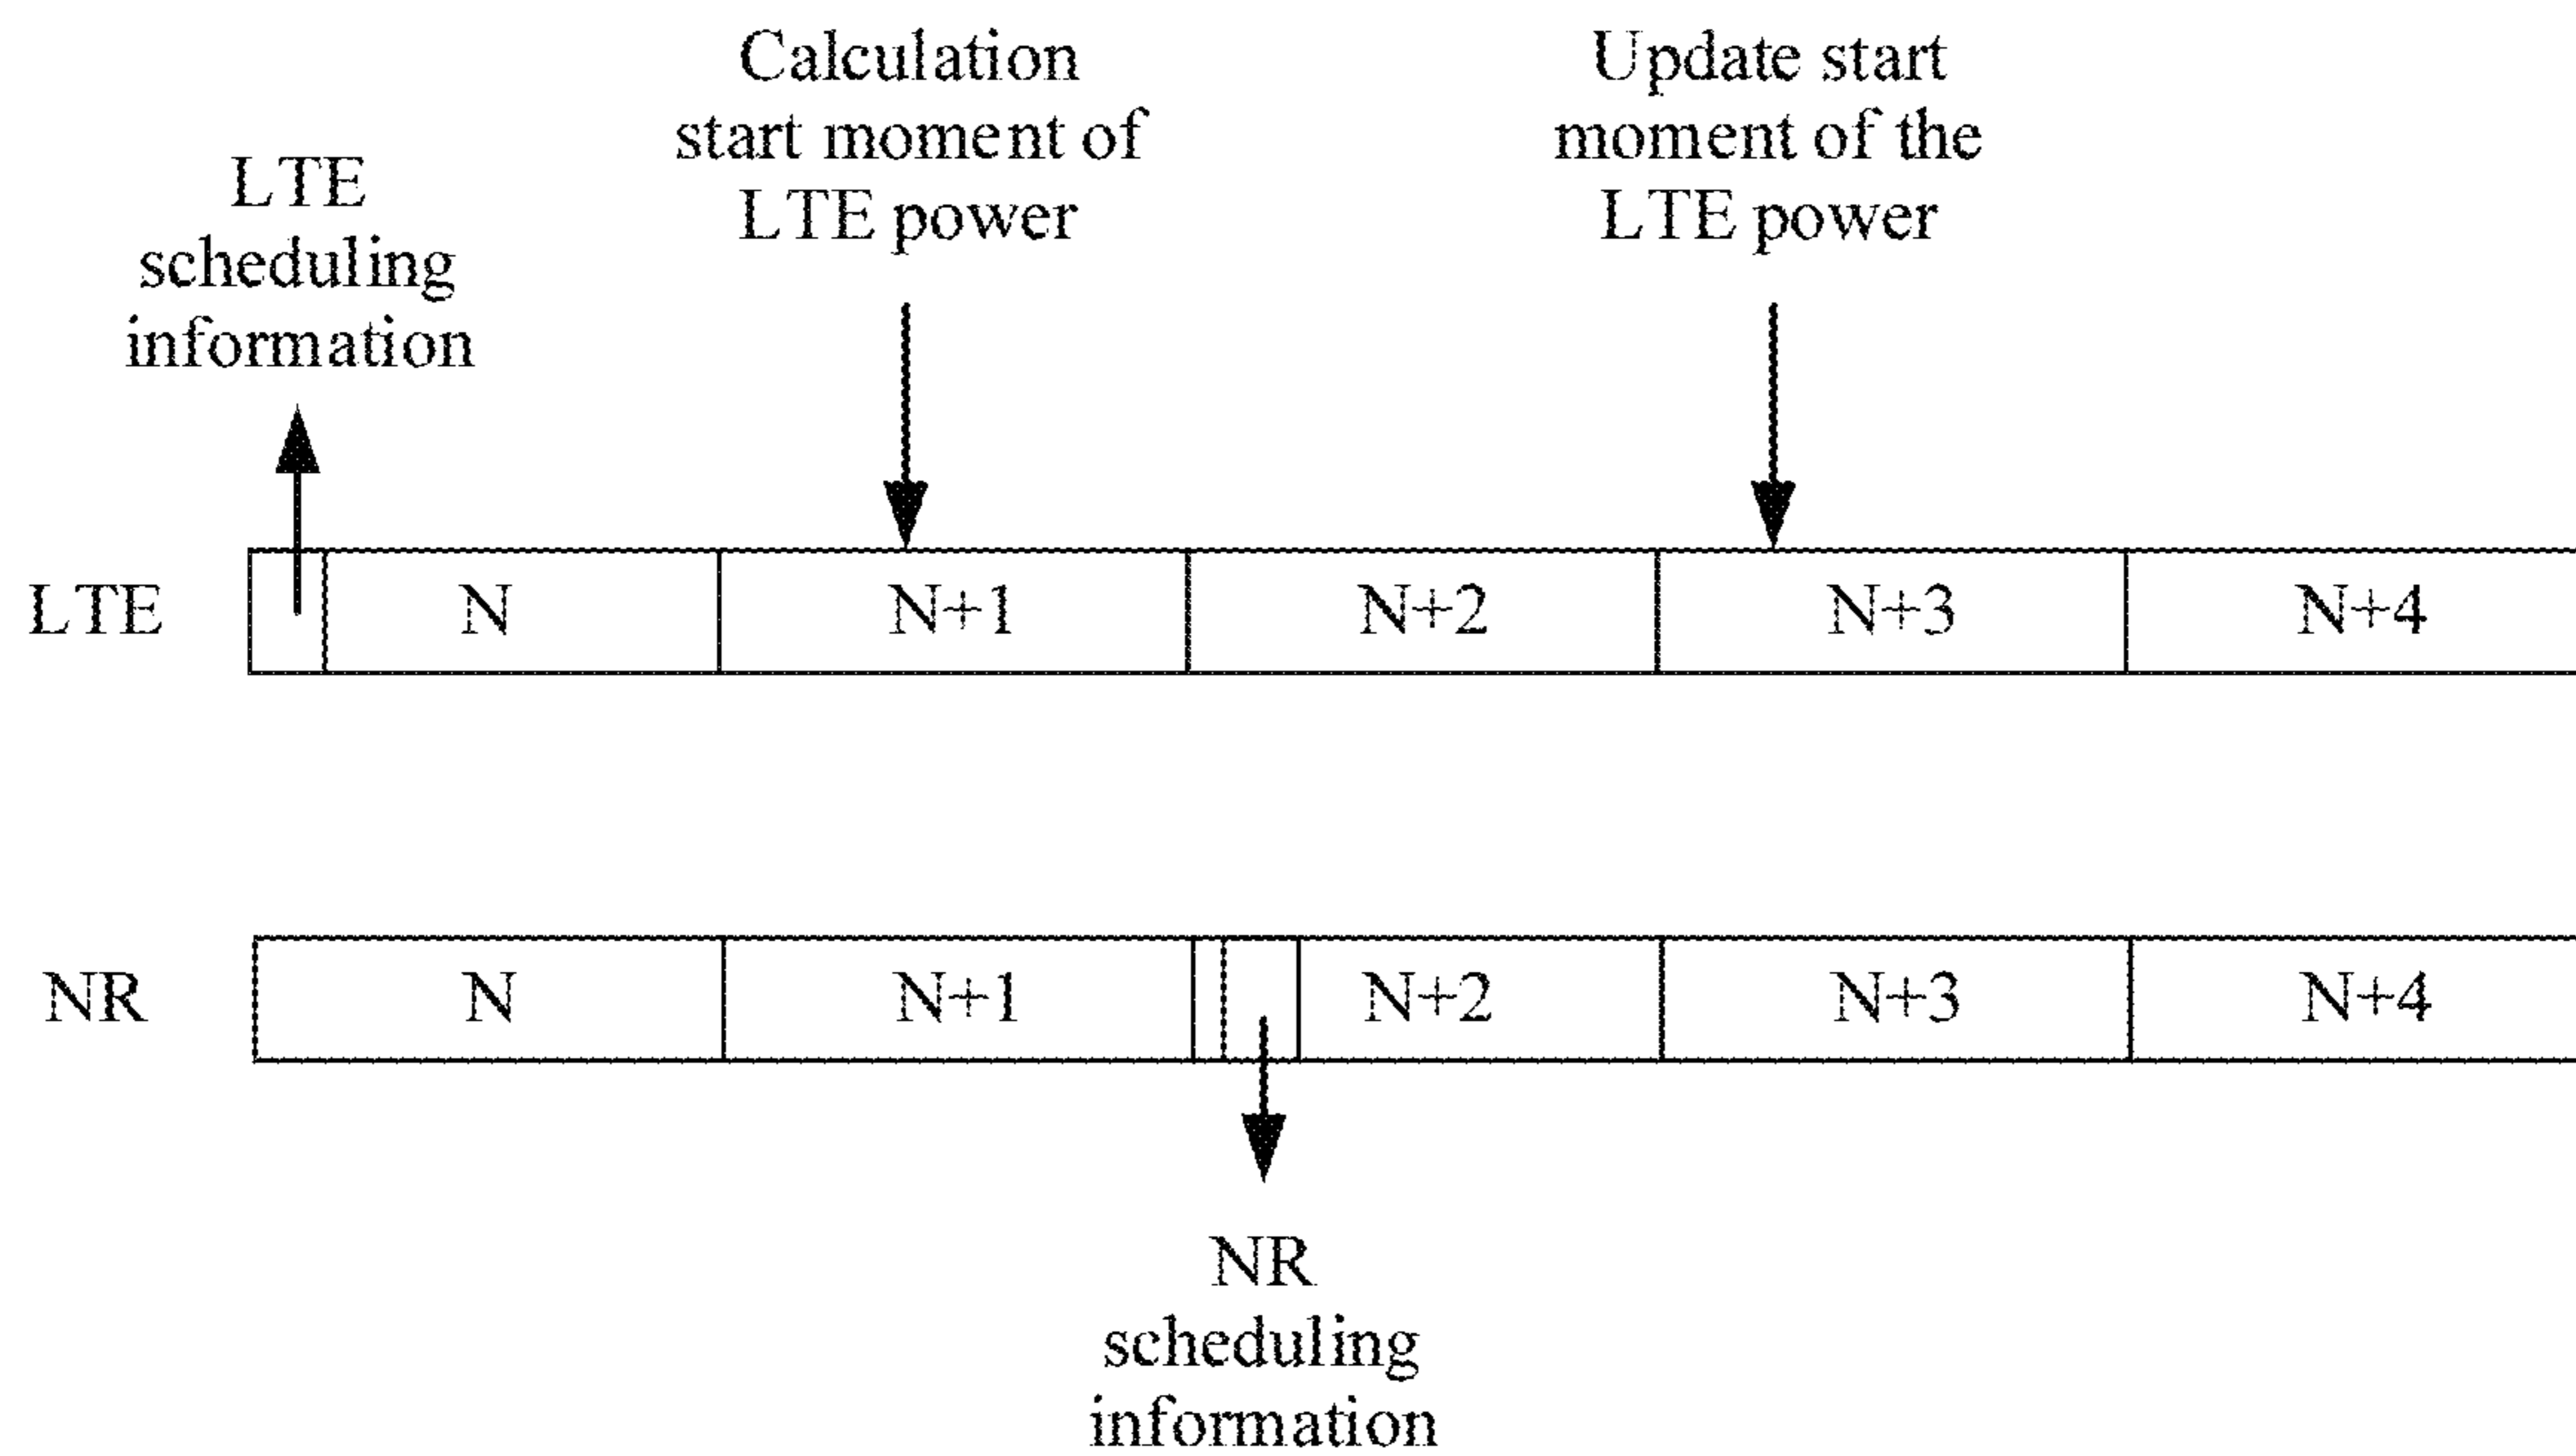 Calculation
start moment of
LTE power
Update start
moment of the
LTE power
LTE
scheduling
information
LTE
N
N+1
N+2
N+3
N+4
NR
N
N+1
N+2
N+3
N+4
NR
scheduling
information